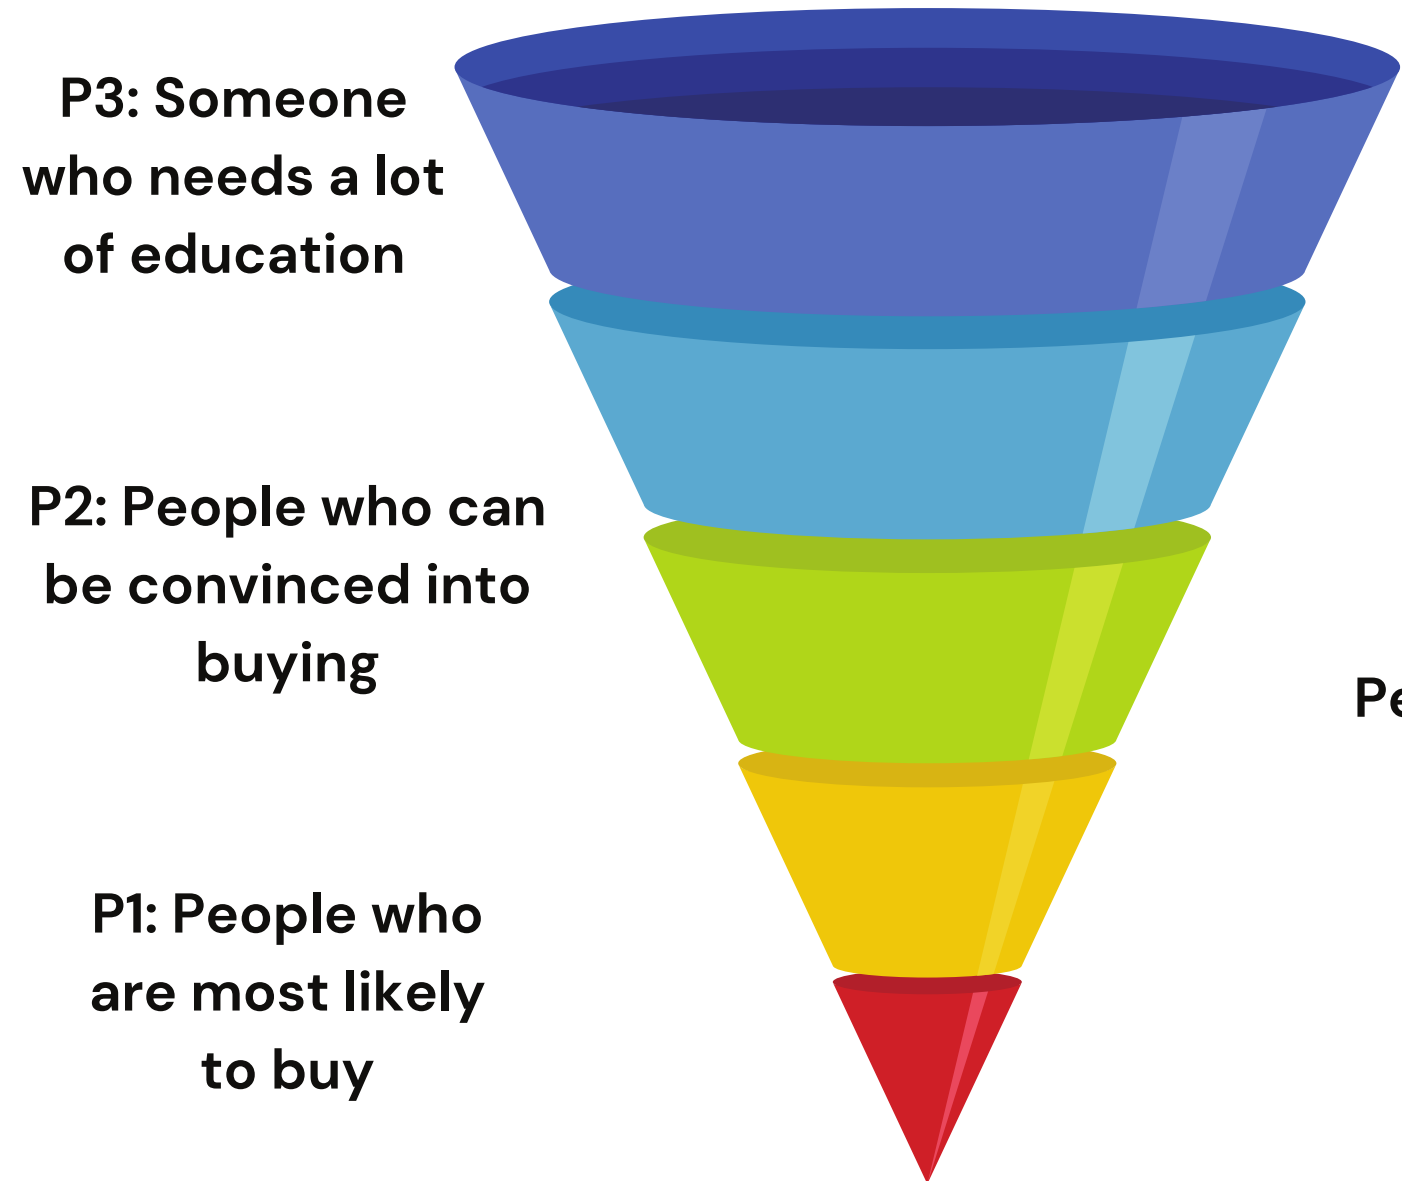 P3: Someone
who needs a lot
of education
P2: People who can
be convinced into
buying
P1: People who
are most likely
to buy